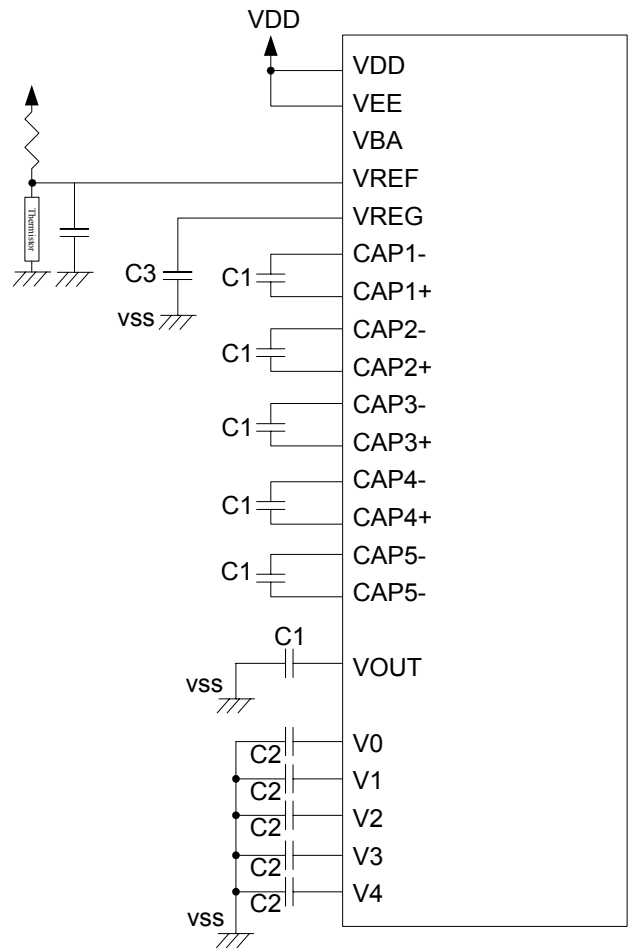 VDD
VDD
VEE
VBA
VREF
Thermistor
VREG
C3
vss
CAP1-
C1
CAP1+
CAP2-
C1
CAP2+
CAP3-
C1
CAP3+
CAP4-
C1
CAP4+
CAP5-
C1
CAP5-
C1
VOUT
vss
V0
C2
V1
C2
V2
C2
V3
C2
V4
C2
vss